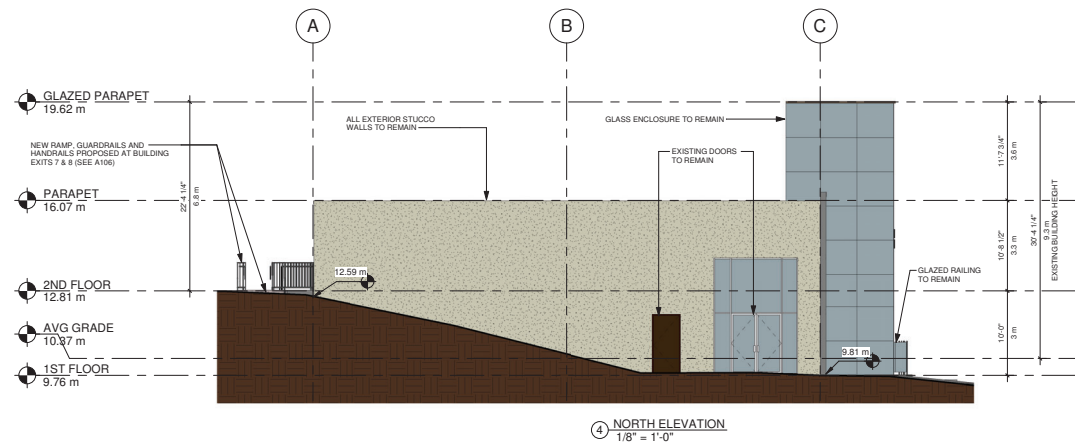 A
B
C
GLAZED PARAPET
19.62 m
ALL EXTERIOR STUCCO
WALLS TO REMAIN
GLASS ENCLOSURE TO REMAIN
NEW RAMP, GUARDRAILS AND
HANDRAILS PROPOSED AT BUILDING
EXITS 7 & 8 (SEE A106)
EXISTING DOORS
TO REMAIN
11'-7 3/4"
3.6 m
22'-4 1/4"
6.8 m
PARAPET
16.07 m
30'-4 1/4"
9.3 m
EXISTING BUILDING HEIGHT
10'-8 1/2"
3.3 m
12.59 m
GLAZED RAILING
TO REMAIN
2ND FLOOR
12.81 m
AVG GRADE
10.37 m
10'-0"
3 m
9.81 m
1ST FLOOR
9.76 m
4 NORTH ELEVATION
1/8" = 1'-0"